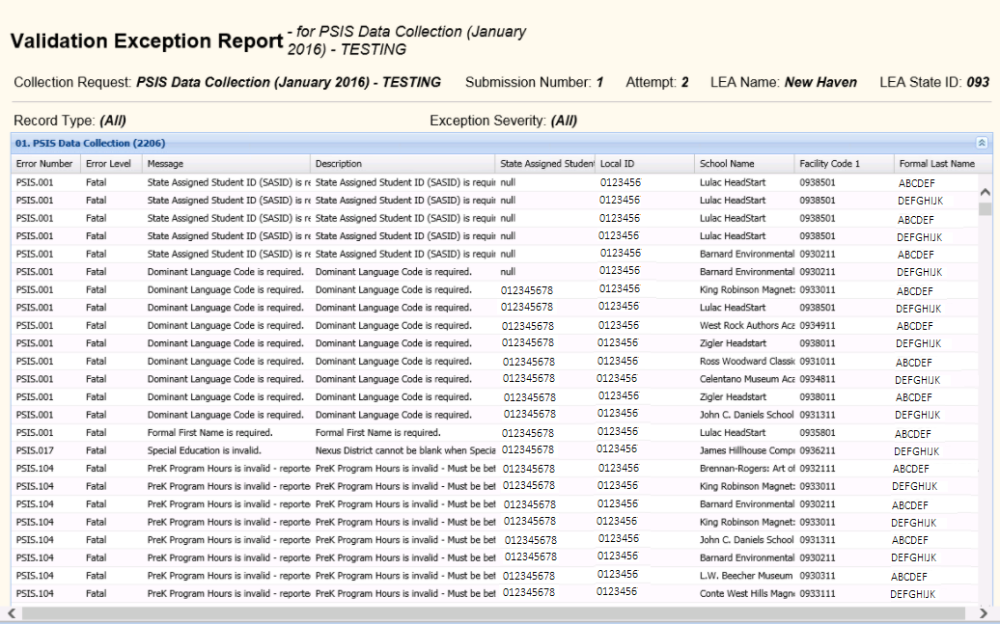 Validation Exception Report - for PSIS Data Collection (January
2016) - TESTING
Collection Request: PSIS Data Collection (January 2016) - TESTING Submission Number: 1 Attempt: 2 LEA Name: New Haven LEA State ID: 093
Record Type: (All) Exception Severity: (All)
01. PSIS Data Collection (2206)
Error Number Error Level Message Description State Assigned Student Local ID School Name Facility Code 1 Formal Last Name
PSIS.001 Fatal State Assigned Student ID (SASID) is re State Assigned Student ID (SASID) is requir null 0123456 Lulac HeadStart 0938501 ABCDEF
PSIS.001 Fatal State Assigned Student ID (SASID) is re State Assigned Student ID (SASID) is requir null 0123456 Lulac HeadStart 0938501 DEFGHIJK
PSIS.001 Fatal State Assigned Student ID (SASID) is re State Assigned Student ID (SASID) is requir null 0123456 Lulac HeadStart 0938501 ABCDEF
PSIS.001 Fatal State Assigned Student ID (SASID) is re State Assigned Student ID (SASID) is requir null 0123456 Lulac HeadStart 0938501 DEFGHIJK
PSIS.001 Fatal State Assigned Student ID (SASID) is re State Assigned Student ID (SASID) is requir null 0123456 Barnard Environmental 0930211 ABCDEF
PSIS.001 Fatal Dominant Language Code is required. Dominant Language Code is required. null 0123456 Barnard Environmental 0930211 DEFGHIJK
PSIS.001 Fatal Dominant Language Code is required. Dominant Language Code is required. 012345678 0123456 King Robinson Magnet: 0933011 ABCDEF
PSIS.001 Fatal Dominant Language Code is required. Dominant Language Code is required. 012345678 0123456 King Robinson Magnet: 0933011 DEFGHIJK
PSIS.001 Fatal Dominant Language Code is required. Dominant Language Code is required. 012345678 0123456 West Rock Authors Aca 0934911 ABCDEF
PSIS.001 Fatal Dominant Language Code is required. Dominant Language Code is required. 012345678 0123456 Zigler Headstart 0938011 DEFGHIJK
PSIS.001 Fatal Dominant Language Code is required. Dominant Language Code is required. 012345678 0123456 Ross Woodward Classic 0931011 ABCDEF
PSIS.001 Fatal Dominant Language Code is required. Dominant Language Code is required. 012345678 0123456 Celentano Museum Aca 0934811 DEFGHIJK
PSIS.001 Fatal Dominant Language Code is required. Dominant Language Code is required. 012345678 0123456 Zigler Headstart 0938011 ABCDEF
PSIS.001 Fatal Dominant Language Code is required. Dominant Language Code is required. 012345678 0123456 John C. Daniels School 0931311 DEFGHIJK
PSIS.001 Fatal Formal First Name is required. Formal First Name is required. 012345678 0123456 Lulac HeadStart 0935801 ABCDEF
PSIS.017 Fatal Special Education is invalid. Nexus District cannot be blank when Specia 012345678 0123456 James Hillhouse Compr 0936211 DEFGHIJK
PSIS.104 Fatal PreK Program Hours is invalid - reporte PreK Program Hours is invalid - Must be bet 012345678 0123456 Brennan-Rogers: Art of 0932111 ABCDEF
PSIS.104 Fatal PreK Program Hours is invalid - reporte PreK Program Hours is invalid - Must be bet 012345678 0123456 King Robinson Magnet: 0933011 DEFGHIJK
PSIS.104 Fatal PreK Program Hours is invalid - reporte PreK Program Hours is invalid - Must be bet 012345678 0123456 Barnard Environmental 0930211 ABCDEF
PSIS.104 Fatal PreK Program Hours is invalid - reporte PreK Program Hours is invalid - Must be bet 012345678 0123456 King Robinson Magnet: 0933011 DEFGHIJK
PSIS.104 Fatal PreK Program Hours is invalid - reporte PreK Program Hours is invalid - Must be bet 012345678 0123456 John C. Daniels School 0931311 ABCDEF
PSIS.104 Fatal PreK Program Hours is invalid - reporte PreK Program Hours is invalid - Must be bet 012345678 0123456 Barnard Environmental 0930211 DEFGHIJK
PSIS.104 Fatal PreK Program Hours is invalid - reporte PreK Program Hours is invalid - Must be bet 012345678 0123456 L.W. Beecher Museum 0930311 ABCDEF
PSIS.104 Fatal PreK Program Hours is invalid - reporte PreK Program Hours is invalid - Must be bet 012345678 0123456 Conte West Hills Magne 0933111 DEFGHIJK